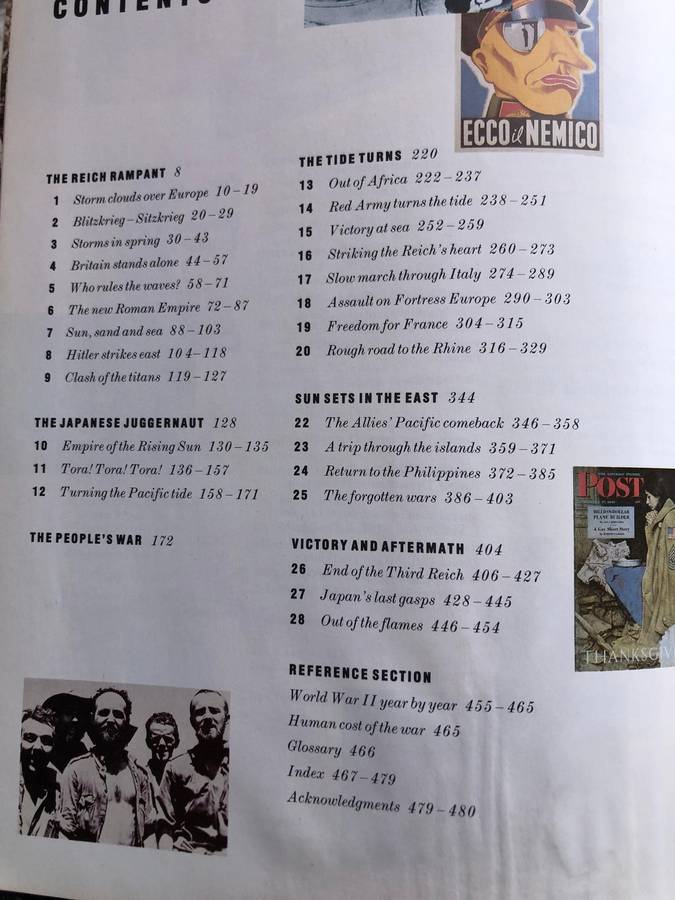 CONTENTS
ECCO il NEMICO
THE REICH RAMPANT 8
1 Storm clouds over Europe 10–19
2 Blitzkrieg–Sitzkrieg 20–29
3 Storms in spring 30–43
4 Britain stands alone 44–57
5 Who rules the waves? 58–71
6 The new Roman Empire 72–87
7 Sun, sand and sea 88–103
8 Hitler strikes east 104–118
9 Clash of the titans 119–127
THE JAPANESE JUGGERNAUT 128
10 Empire of the Rising Sun 130–135
11 Tora! Tora! Tora! 136–157
12 Turning the Pacific tide 158–171
THE PEOPLE'S WAR 172
THE TIDE TURNS 220
13 Out of Africa 222–237
14 Red Army turns the tide 238–251
15 Victory at sea 252–259
16 Striking the Reich's heart 260–273
17 Slow march through Italy 274–289
18 Assault on Fortress Europe 290–303
19 Freedom for France 304–315
20 Rough road to the Rhine 316–329
SUN SETS IN THE EAST 344
22 The Allies' Pacific comeback 346–358
23 A trip through the islands 359–371
24 Return to the Philippines 372–385
25 The forgotten wars 386–403
VICTORY AND AFTERMATH 404
26 End of the Third Reich 406–427
27 Japan's last gasps 428–445
28 Out of the flames 446–454
REFERENCE SECTION
World War II year by year 455–465
Human cost of the war 465
Glossary 466
Index 467–479
Acknowledgments 479–480
POST
BILLION-DOLLAR
PLANE BUILDER
A Gay Short Story
THANKSGIVI